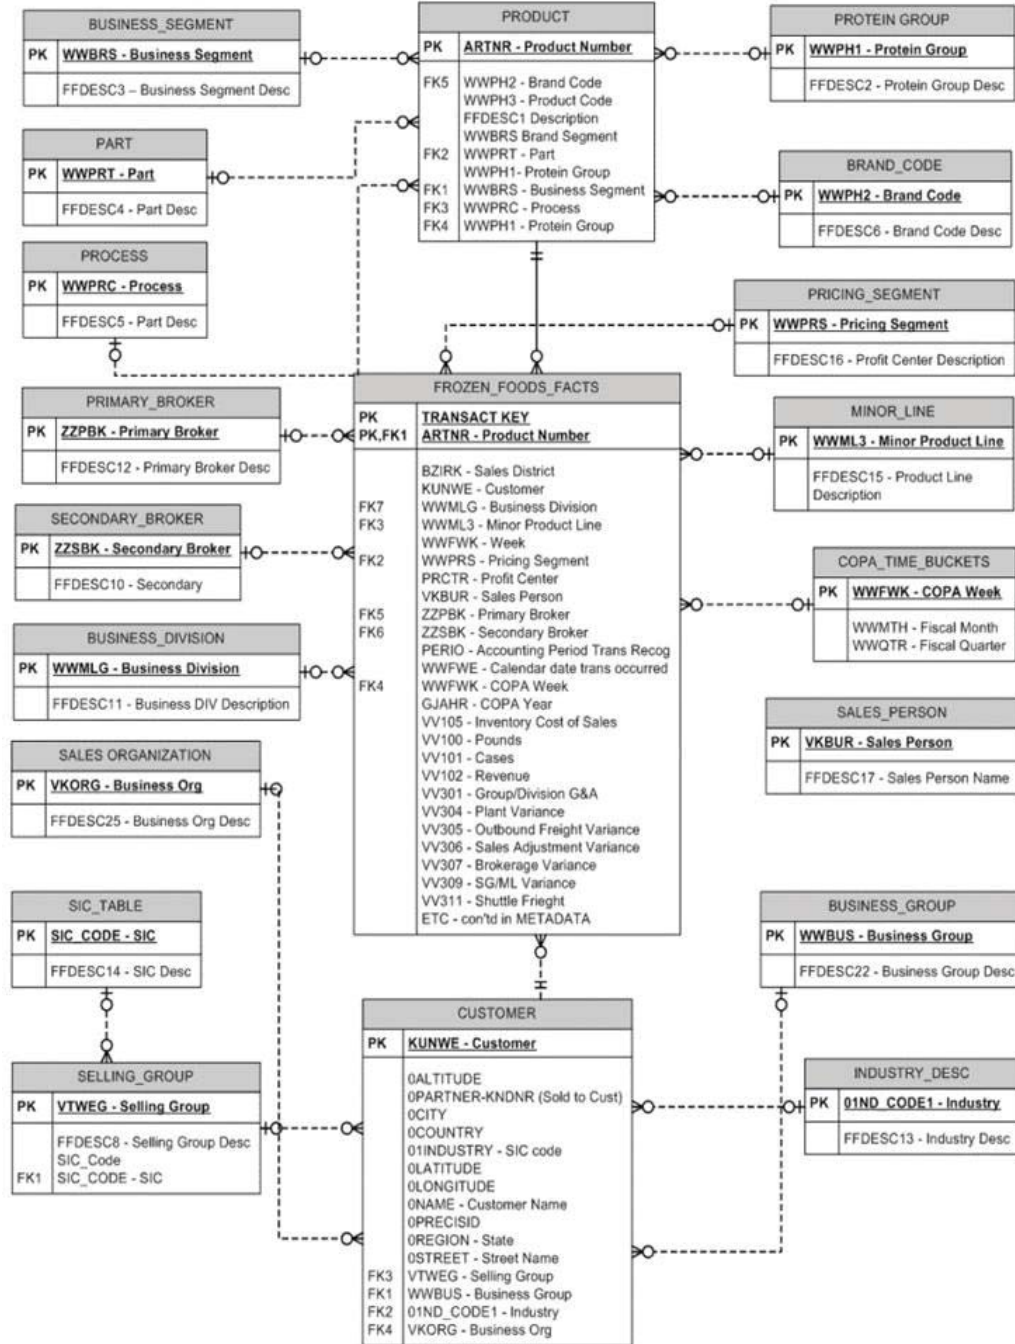 BUSINESS_SEGMENT
PK WWBRS - Business Segment
FFDESC3 – Business Segment Desc
PRODUCT
PK ARTNR - Product Number
FK5 WWPH2 - Brand Code
WWPH3 - Product Code
FFDESC1 Description
WWBRS Brand Segment
FK2 WWPRT - Part
WWPH1- Protein Group
FK1 WWBRS - Business Segment
FK3 WWPRC - Process
FK4 WWPH1 - Protein Group
PROTEIN GROUP
PK WWPH1 - Protein Group
FFDESC2 - Protein Group Desc
PART
PK WWPRT - Part
FFDESC4 - Part Desc
BRAND_CODE
PK WWPH2 - Brand Code
FFDESC6 - Brand Code Desc
PROCESS
PK WWPRC - Process
FFDESC5 - Part Desc
PRICING_SEGMENT
PK WWPRS - Pricing Segment
FFDESC16 - Profit Center Description
PRIMARY_BROKER
PK ZZPBK - Primary Broker
FFDESC12 - Primary Broker Desc
FROZEN_FOODS_FACTS
PK TRANSACT KEY
PK,FK1 ARTNR - Product Number
BZIRK - Sales District
KUNWE - Customer
FK7 WWMLG - Business Division
FK3 WWML3 - Minor Product Line
WWFWK - Week
FK2 WWPRS - Pricing Segment
PRCTR - Profit Center
VKBUR - Sales Person
FK5 ZZPBK - Primary Broker
FK6 ZZSBK - Secondary Broker
PERIO - Accounting Period Trans Recog
WWFWE - Calendar date trans occurred
FK4 WWFWK - COPA Week
GJAHR - COPA Year
VV105 - Inventory Cost of Sales
VV100 - Pounds
VV101 - Cases
VV102 - Revenue
VV301 - Group/Division G&A
VV304 - Plant Variance
VV305 - Outbound Freight Variance
VV306 - Sales Adjustment Variance
VV307 - Brokerage Variance
VV309 - SG/ML Variance
VV311 - Shuttle Frieght
ETC - con'td in METADATA
MINOR_LINE
PK WWML3 - Minor Product Line
FFDESC15 - Product Line
Description
SECONDARY_BROKER
PK ZZSBK - Secondary Broker
FFDESC10 - Secondary
COPA_TIME_BUCKETS
PK WWFWK - COPA Week
WWMTH - Fiscal Month
WWQTR - Fiscal Quarter
BUSINESS_DIVISION
PK WWMLG - Business Division
FFDESC11 - Business DIV Description
SALES_PERSON
PK VKBUR - Sales Person
FFDESC17 - Sales Person Name
SALES ORGANIZATION
PK VKORG - Business Org
FFDESC25 - Business Org Desc
SIC_TABLE
PK SIC_CODE - SIC
FFDESC14 - SIC Desc
BUSINESS_GROUP
PK WWBUS - Business Group
FFDESC22 - Business Group Desc
SELLING_GROUP
PK VTWEG - Selling Group
FFDESC8 - Selling Group Desc
SIC_Code
FK1 SIC_CODE - SIC
CUSTOMER
PK KUNWE - Customer
0ALTITUDE
0PARTNER-KNDNR (Sold to Cust)
0CITY
0COUNTRY
01INDUSTRY - SIC code
0LATITUDE
0LONGITUDE
0NAME - Customer Name
0PRECISID
0REGION - State
0STREET - Street Name
FK3 VTWEG - Selling Group
FK1 WWBUS - Business Group
FK2 01ND_CODE1 - Industry
FK4 VKORG - Business Org
INDUSTRY_DESC
PK 01ND_CODE1 - Industry
FFDESC13 - Industry Desc